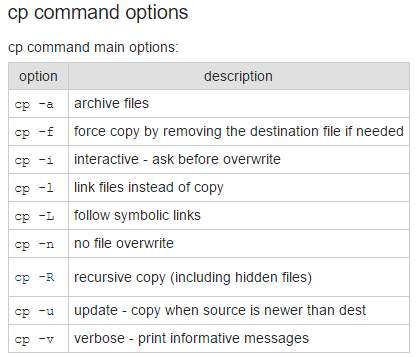 cp command options
cp command main options:
option description
cp -a archive files
cp -f force copy by removing the destination file if needed
cp -i interactive - ask before overwrite
cp -l link files instead of copy
cp -L follow symbolic links
cp -n no file overwrite
cp -R recursive copy (including hidden files)
cp -u update - copy when source is newer than dest
cp -v verbose - print informative messages